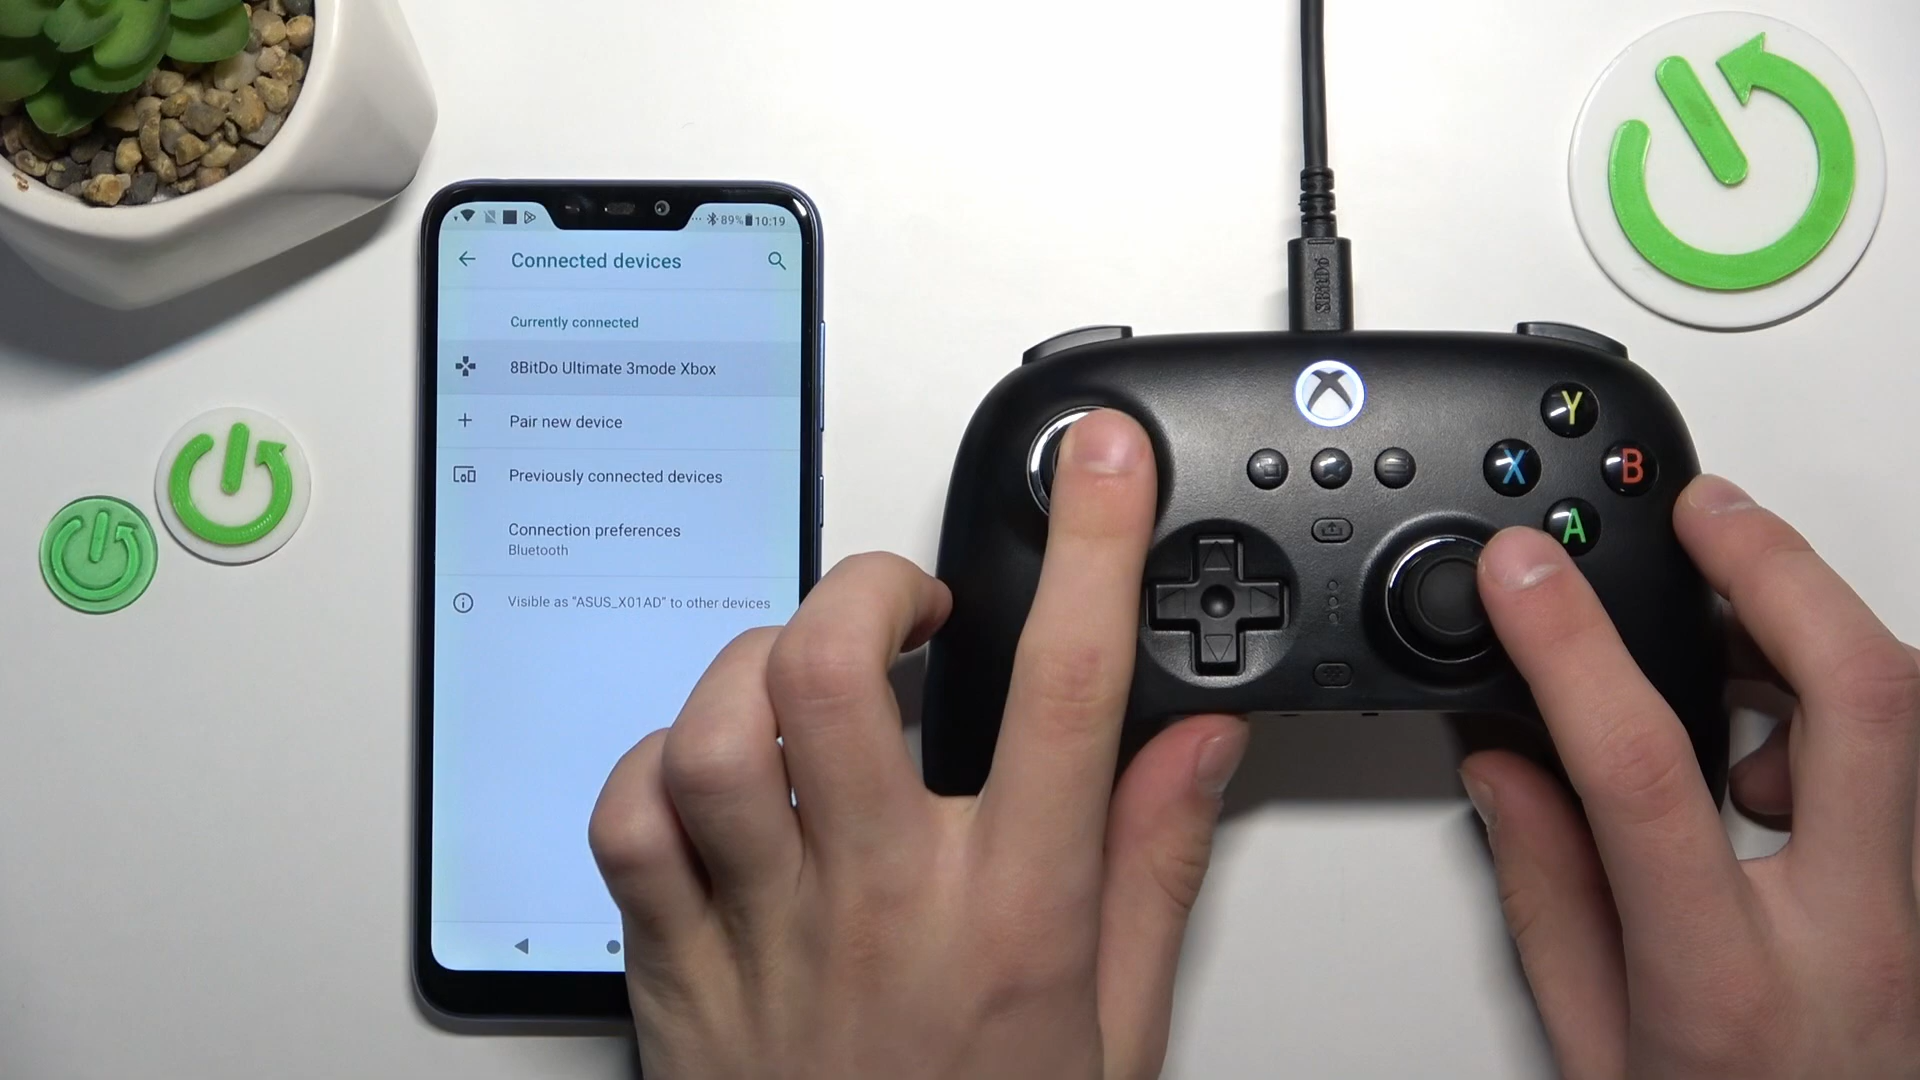 89% 10:19
Connected devices
Currently connected
8BitDo Ultimate 3mode Xbox
Pair new device
Previously connected devices
Connection preferences
Bluetooth
Visible as "ASUS_X01AD" to other devices
8BitDo
Y
X
B
A